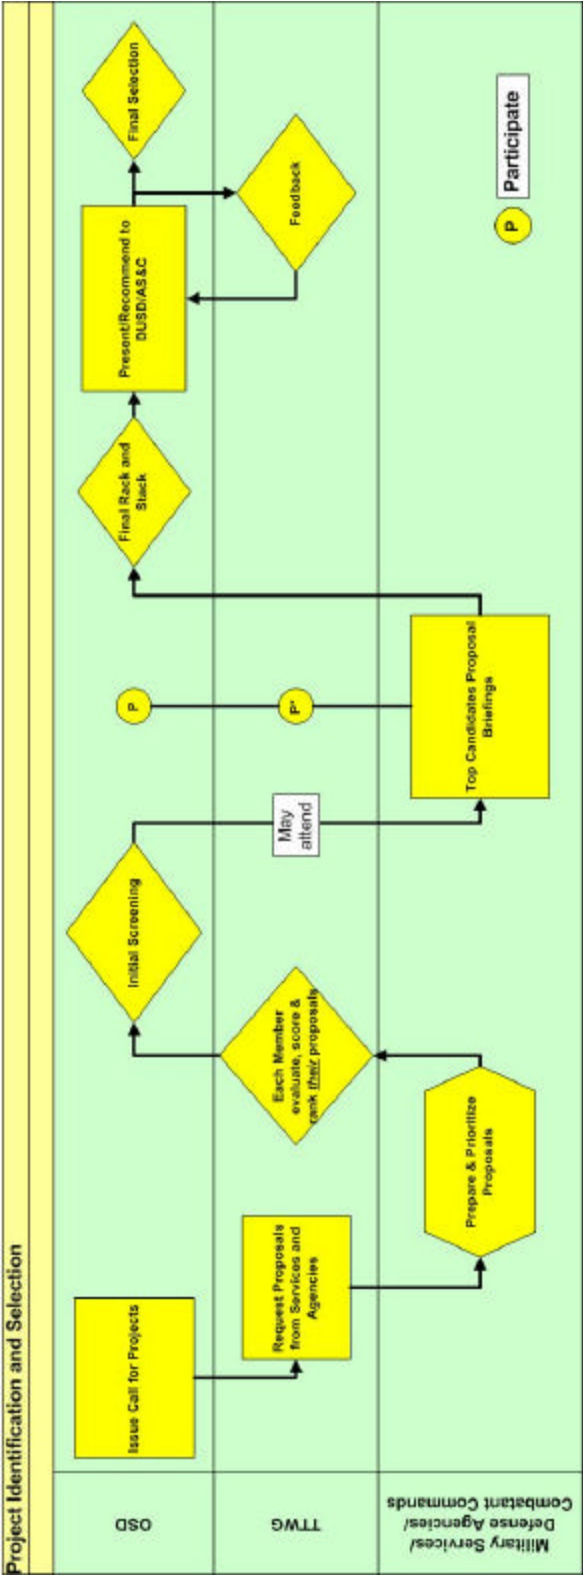 Project Identification and Selection
OSD
Issue Call for Projects
Initial Screening
P
Final Rack and
Stack
Present/Recommend to
DUSD/AS&C
Final Selection
TTWG
Request Proposals
from Services and
Agencies
Each Member
evaluate, score &
rank their proposals
May
attend
P*
Feedback
Military Services/
Defense Agencies/
Combatant Commands
Prepare & Prioritize
Proposals
Top Candidates Proposal
Briefings
P
Participate